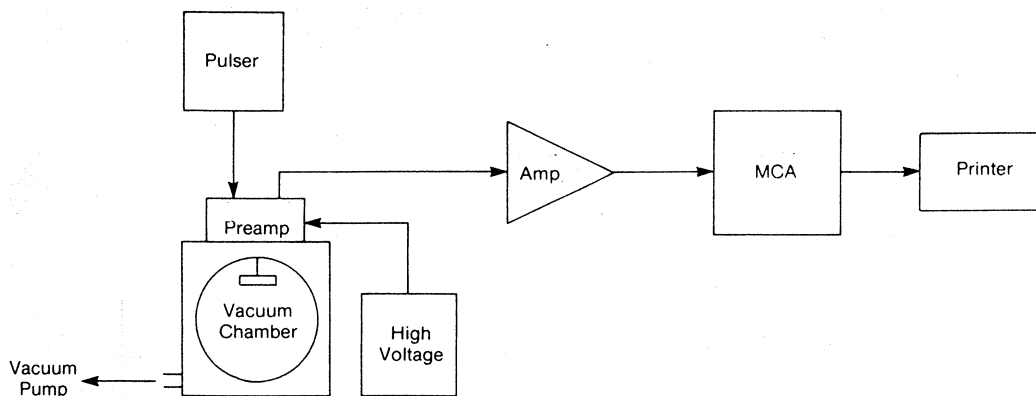 Pulser
Preamp
Amp
MCA
Printer
Vacuum
Chamber
High
Voltage
Vacuum
Pump